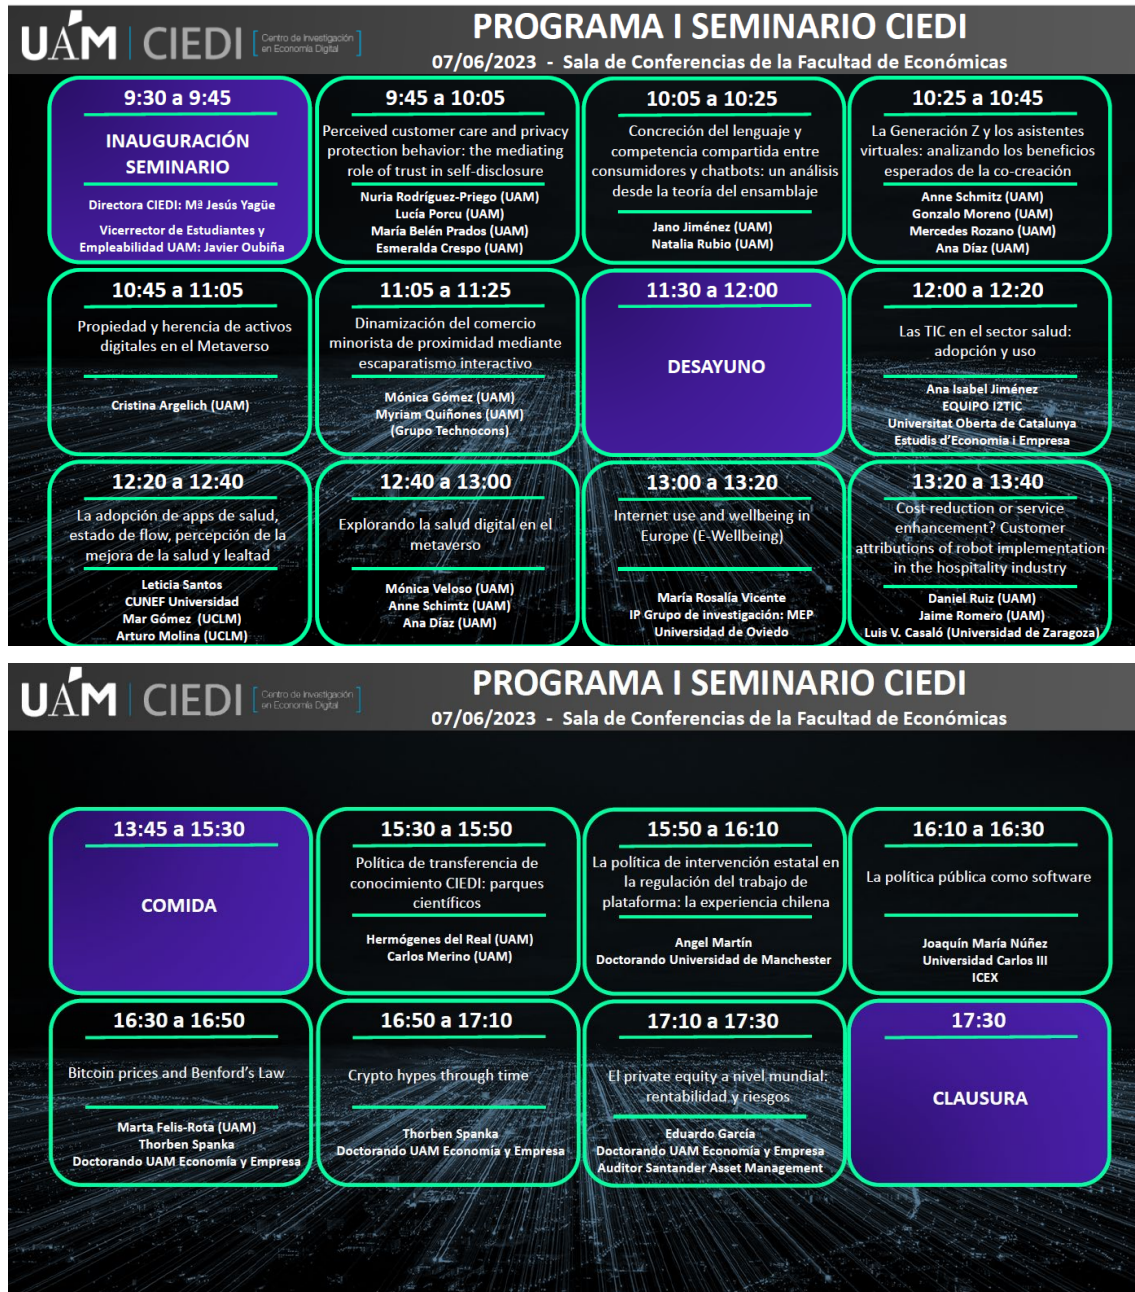 UAM CIEDI [Centro de Investigación
en Economía Digital]
PROGRAMA I SEMINARIO CIEDI
07/06/2023 - Sala de Conferencias de la Facultad de Económicas
9:30 a 9:45
INAUGURACIÓN
SEMINARIO
Directora CIEDI: Mª Jesús Yagüe
Vicerrector de Estudiantes y
Empleabilidad UAM: Javier Oubiña
9:45 a 10:05
Perceived customer care and privacy
protection behavior: the mediating
role of trust in self-disclosure
Nuria Rodríguez-Priego (UAM)
Lucía Porcu (UAM)
María Belén Prados (UAM)
Esmeralda Crespo (UAM)
10:05 a 10:25
Concreción del lenguaje y
competencia compartida entre
consumidores y chatbots: un análisis
desde la teoría del ensamblaje
Jano Jiménez (UAM)
Natalia Rubio (UAM)
10:25 a 10:45
La Generación Z y los asistentes
virtuales: analizando los beneficios
esperados de la co-creación
Anne Schmitz (UAM)
Gonzalo Moreno (UAM)
Mercedes Rozano (UAM)
Ana Díaz (UAM)
10:45 a 11:05
Propiedad y herencia de activos
digitales en el Metaverso
Cristina Argelich (UAM)
11:05 a 11:25
Dinamización del comercio
minorista de proximidad mediante
escaparatismo interactivo
Mónica Gómez (UAM)
Myriam Quiñones (UAM)
(Grupo Technocons)
11:30 a 12:00
DESAYUNO
12:00 a 12:20
Las TIC en el sector salud:
adopción y uso
Ana Isabel Jiménez
EQUIPO I2TIC
Universitat Oberta de Catalunya
Estudis d’Economia i Empresa
12:20 a 12:40
La adopción de apps de salud,
estado de flow, percepción de la
mejora de la salud y lealtad
Leticia Santos
CUNEF Universidad
Mar Gómez (UCLM)
Arturo Molina (UCLM)
12:40 a 13:00
Explorando la salud digital en el
metaverso
Mónica Veloso (UAM)
Anne Schimtz (UAM)
Ana Díaz (UAM)
13:00 a 13:20
Internet use and wellbeing in
Europe (E-Wellbeing)
María Rosalía Vicente
IP Grupo de investigación: MEP
Universidad de Oviedo
13:20 a 13:40
Cost reduction or service
enhancement? Customer
attributions of robot implementation
in the hospitality industry
Daniel Ruiz (UAM)
Jaime Romero (UAM)
Luis V. Casaló (Universidad de Zaragoza)
UAM CIEDI [Centro de Investigación
en Economía Digital]
PROGRAMA I SEMINARIO CIEDI
07/06/2023 - Sala de Conferencias de la Facultad de Económicas
13:45 a 15:30
COMIDA
15:30 a 15:50
Política de transferencia de
conocimiento CIEDI: parques
científicos
Hermógenes del Real (UAM)
Carlos Merino (UAM)
15:50 a 16:10
La política de intervención estatal en
la regulación del trabajo de
plataforma: la experiencia chilena
Angel Martín
Doctorando Universidad de Manchester
16:10 a 16:30
La política pública como software
Joaquín María Núñez
Universidad Carlos III
ICEX
16:30 a 16:50
Bitcoin prices and Benford’s Law
Marta Felis-Rota (UAM)
Thorben Spanka
Doctorando UAM Economía y Empresa
16:50 a 17:10
Crypto hypes through time
Thorben Spanka
Doctorando UAM Economía y Empresa
17:10 a 17:30
El private equity a nivel mundial:
rentabilidad y riesgos
Eduardo García
Doctorando UAM Economía y Empresa
Auditor Santander Asset Management
17:30
CLAUSURA